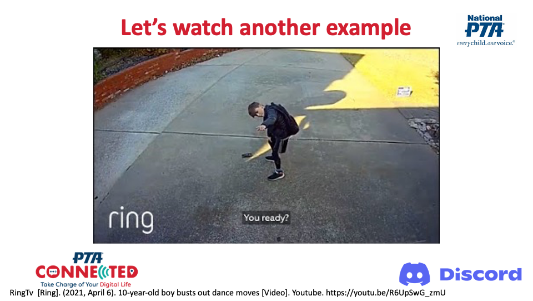 Let's watch another example
National
PTA
everychild.onevoice.®
ring
You ready?
PTA
CONNECTED
Take Charge of Your Digital Life
Discord
RingTv [Ring]. (2021, April 6). 10-year-old boy busts out dance moves [Video]. Youtube. https://youtu.be/R6UpSwG_zmU